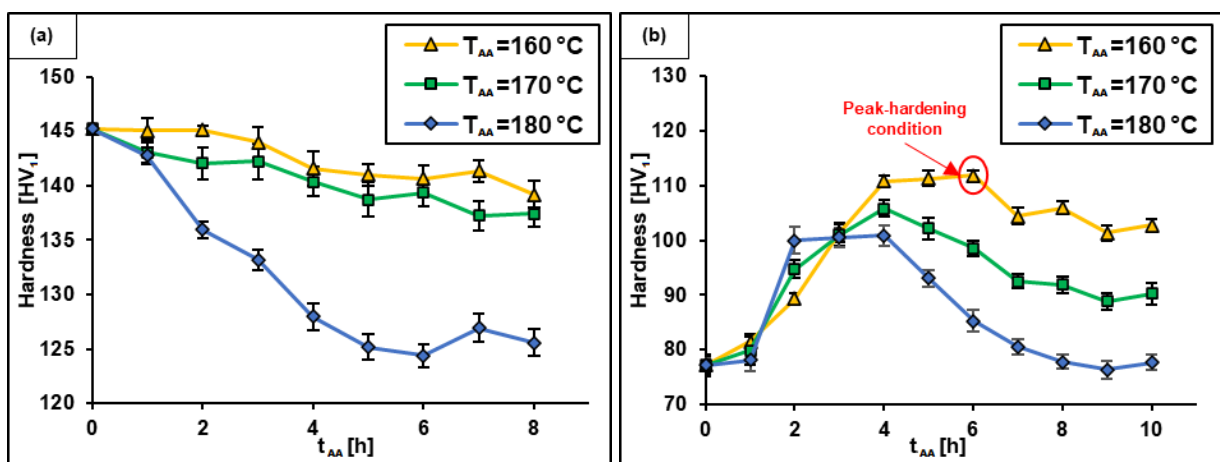 (a)
T_AA=160 °C
T_AA=170 °C
T_AA=180 °C
Hardness [HV₁]
150
145
140
135
130
125
120
0 2 4 6 8
t_AA [h]
(b)
T_AA=160 °C
T_AA=170 °C
T_AA=180 °C
Peak-hardening
condition
Hardness [HV₁]
130
120
110
100
90
80
70
0 2 4 6 8 10
t_AA [h]